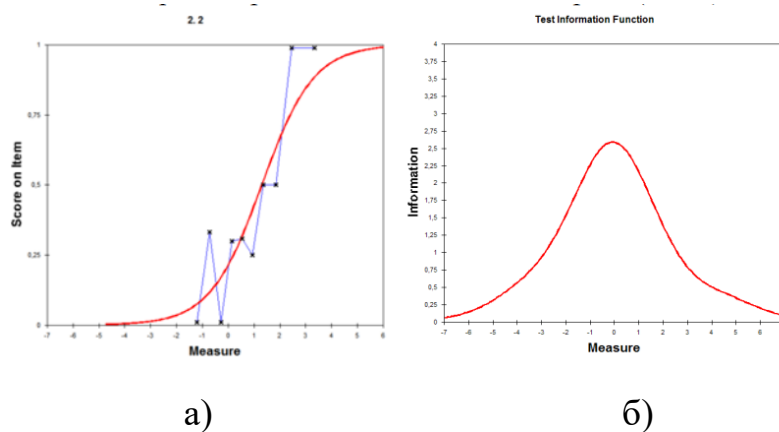 2. 2
Score on Item
1
0,75
0,5
0,25
0
-7 -6 -5 -4 -3 -2 -1 0 1 2 3 4 5 6
Measure
а)
Test Information Function
Information
4
3,75
3,5
3,25
3
2,75
2,5
2,25
2
1,75
1,5
1,25
1
0,75
0,5
0,25
0
-7 -6 -5 -4 -3 -2 -1 0 1 2 3 4 5 6
Measure
б)